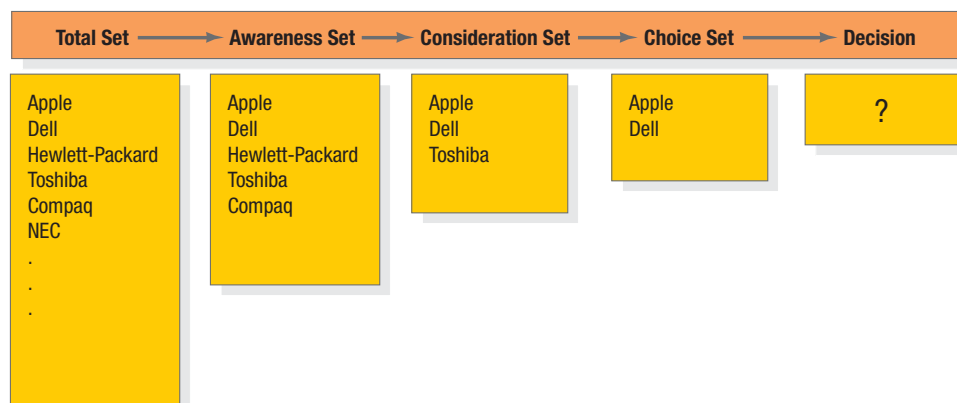 Total Set Awareness Set Consideration Set Choice Set Decision
Apple
Dell
Hewlett-Packard
Toshiba
Compaq
NEC
.
.
.
Apple
Dell
Hewlett-Packard
Toshiba
Compaq
Apple
Dell
Toshiba
Apple
Dell
?